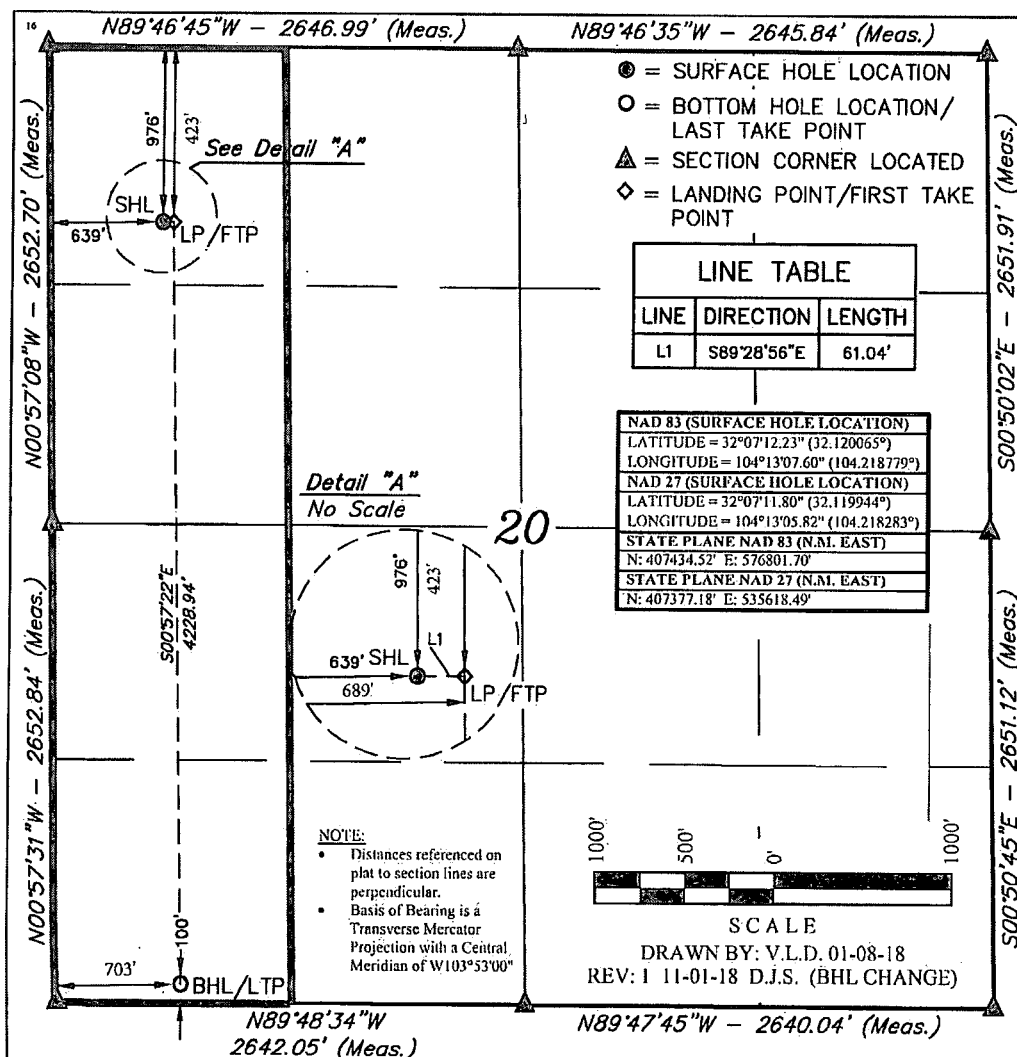 16
N89°46'45"W - 2646.99' (Meas.)
N89°46'35"W - 2645.84' (Meas.)
= SURFACE HOLE LOCATION
= BOTTOM HOLE LOCATION/
LAST TAKE POINT
= SECTION CORNER LOCATED
= LANDING POINT/FIRST TAKE
POINT
976'
423'
See Detail "A"
SHL
LP/FTP
639'
N00°57'08"W - 2652.70' (Meas.)
S00°50'02"E - 2651.91' (Meas.)
LINE TABLE
LINE DIRECTION LENGTH
L1 S89°28'56"E 61.04'
NAD 83 (SURFACE HOLE LOCATION)
LATITUDE = 32°07'12.23" (32.120065°)
LONGITUDE = 104°13'07.60" (104.218779°)
NAD 27 (SURFACE HOLE LOCATION)
LATITUDE = 32°07'11.80" (32.119944°)
LONGITUDE = 104°13'05.82" (104.218283°)
STATE PLANE NAD 83 (N.M. EAST)
N: 407434.52' E: 576801.70'
STATE PLANE NAD 27 (N.M. EAST)
N: 407377.18' E: 535618.49'
Detail "A"
No Scale
20
976'
423'
L1
639'
SHL
689'
LP/FTP
S00°57'22"E
4228.94'
N00°57'31"W - 2652.84' (Meas.)
S00°50'45"E - 2651.12' (Meas.)
NOTE:
• Distances referenced on
plat to section lines are
perpendicular.
• Basis of Bearing is a
Transverse Mercator
Projection with a Central
Meridian of W103°53'00"
1000'
500'
0'
1000'
SCALE
DRAWN BY: V.L.D. 01-08-18
REV: 1 11-01-18 D.J.S. (BHL CHANGE)
100'
703'
BHL/LTP
N89°48'34"W
2642.05' (Meas.)
N89°47'45"W - 2640.04' (Meas.)